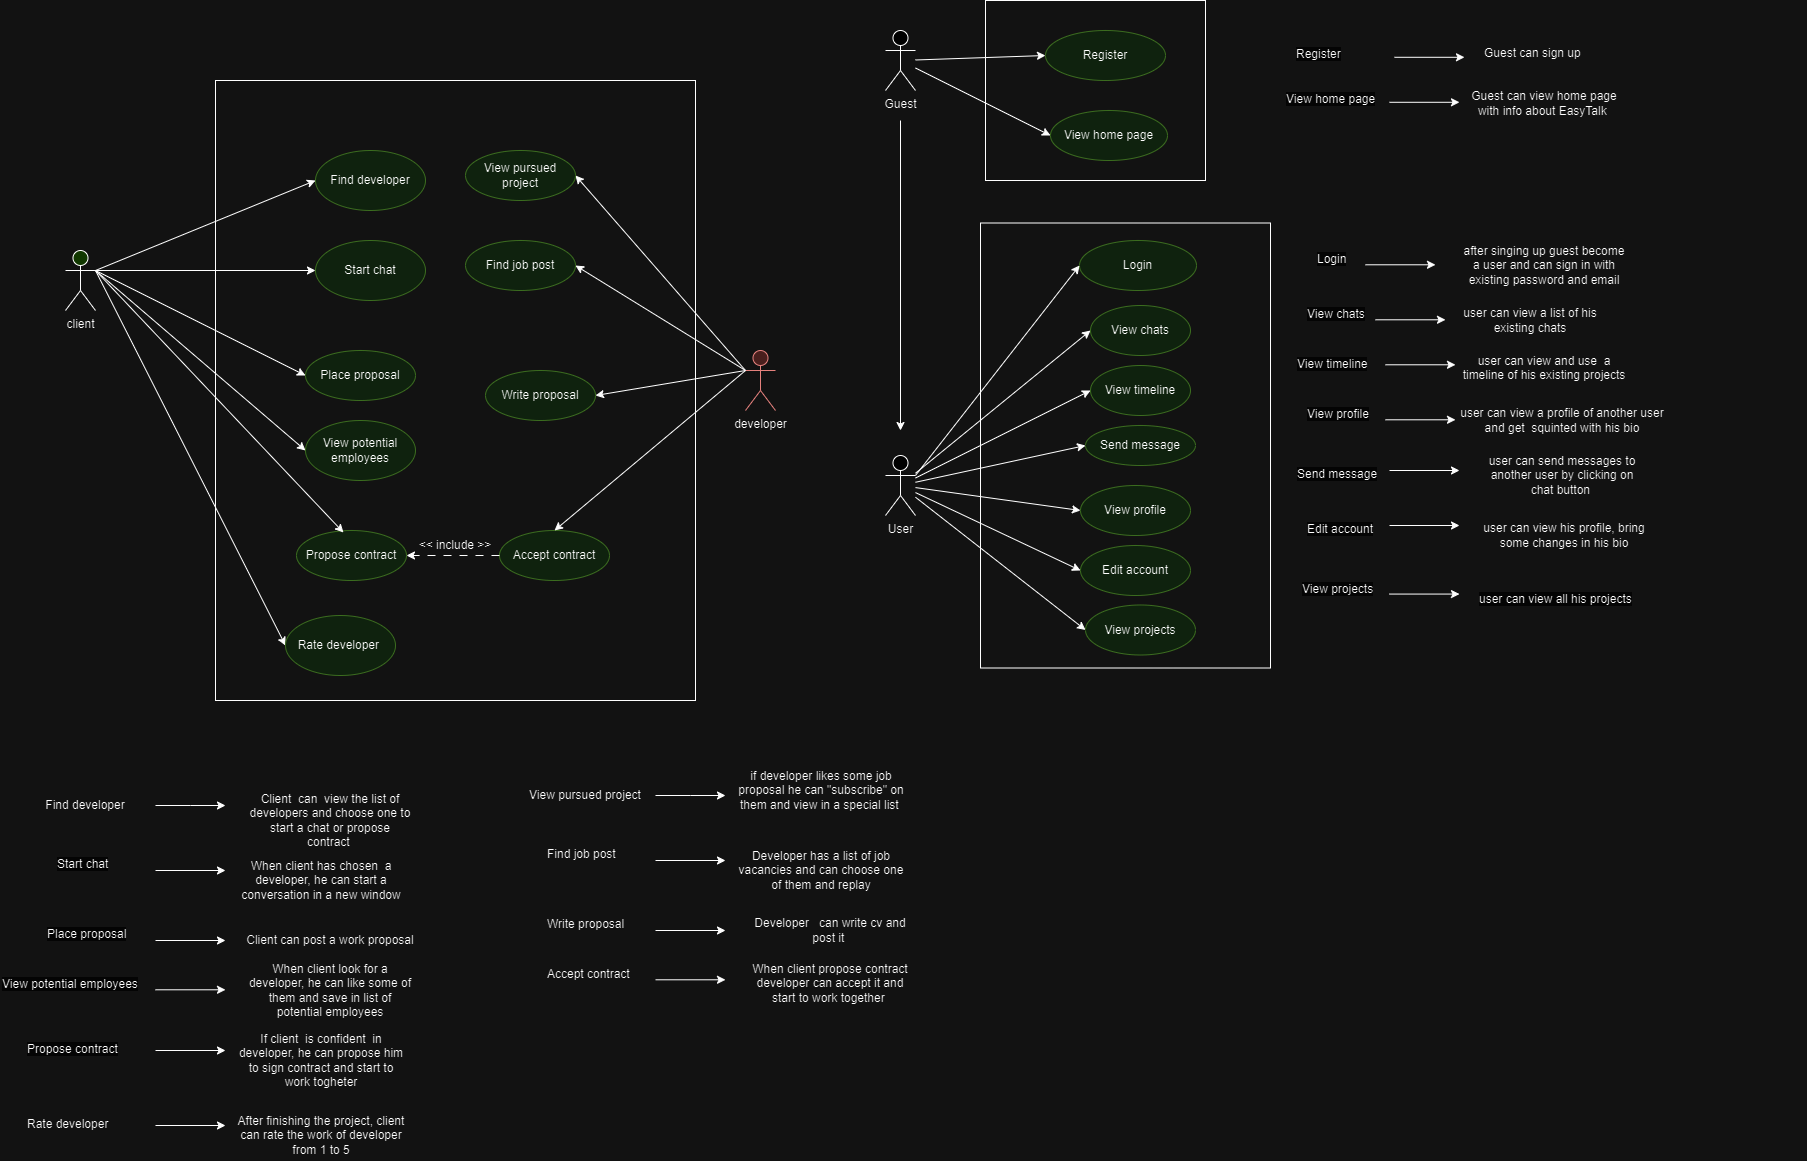 Find developer
Start chat
Place proposal
View potential
employees
Propose contract
Rate developer
View pursued
project
Find job post
Write proposal
Accept contract
<< include >>
client
developer
Guest
Register
View home page
User
Login
View chats
View timeline
Send message
View profile
Edit account
View projects
Register
Guest can sign up
View home page
Guest can view home page
with info about EasyTalk
Login
after singing up guest become
a user and can sign in with
existing password and email
View chats
user can view a list of his
existing chats
View timeline
user can view and use a
timeline of his existing projects
View profile
user can view a profile of another user
and get squinted with his bio
Send message
user can send messages to
another user by clicking on
chat button
Edit account
user can view his profile, bring
some changes in his bio
View projects
user can view all his projects
Find developer
Client can view the list of
developers and choose one to
start a chat or propose
contract
Start chat
When client has chosen a
developer, he can start a
conversation in a new window
Place proposal
Client can post a work proposal
View potential employees
When client look for a
developer, he can like some of
them and save in list of
potential employees
Propose contract
If client is confident in
developer, he can propose him
to sign contract and start to
work togheter
Rate developer
After finishing the project, client
can rate the work of developer
from 1 to 5
View pursued project
if developer likes some job
proposal he can "subscribe" on
them and view in a special list
Find job post
Developer has a list of job
vacancies and can choose one
of them and replay
Write proposal
Developer can write cv and
post it
Accept contract
When client propose contract
developer can accept it and
start to work together